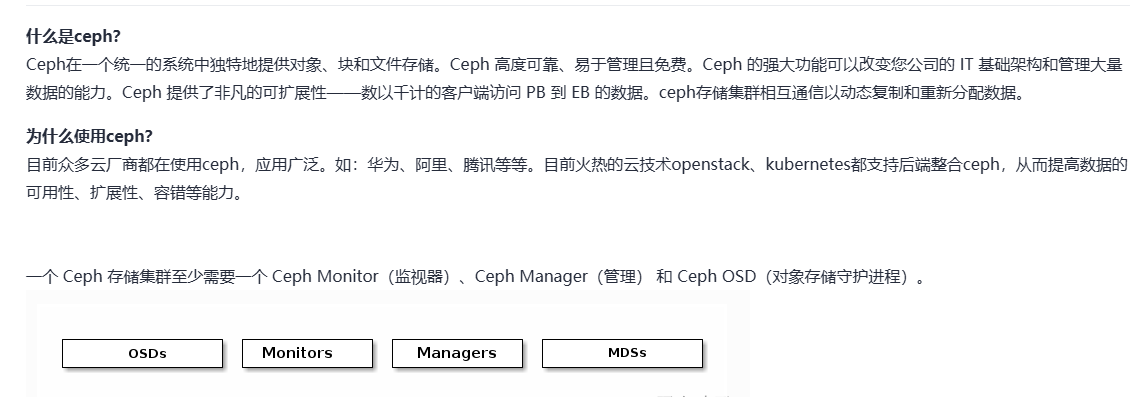 什么是ceph?
Ceph在一个统一的系统中独特地提供对象、块和文件存储。Ceph 高度可靠、易于管理且免费。Ceph 的强大功能可以改变您公司的 IT 基础架构和管理大量
数据的能力。Ceph 提供了非凡的可扩展性——数以千计的客户端访问 PB 到 EB 的数据。ceph存储集群相互通信以动态复制和重新分配数据。
为什么使用ceph?
目前众多云厂商都在使用ceph，应用广泛。如：华为、阿里、腾讯等等。目前火热的云技术openstack、kubernetes都支持后端整合ceph，从而提高数据的
可用性、扩展性、容错等能力。
一个 Ceph 存储集群至少需要一个 Ceph Monitor（监视器）、Ceph Manager（管理） 和 Ceph OSD（对象存储守护进程）。
OSDs Monitors Managers MDSs